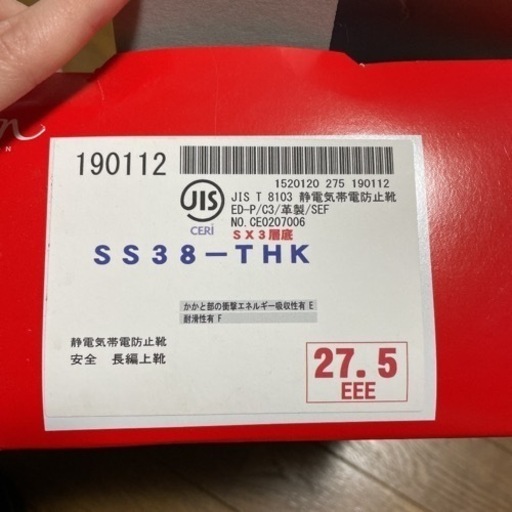 190112
1520120 275 190112
JIS
CERI
JIS T 8103 静電気帯電防止靴
ED-P/C3/革製/SEF
NO.CE0207006
SX3層底
SS38-THK
かかと部の衝撃エネルギー吸収性有 E
耐滑性有 F
静電気帯電防止靴
安全 長編上靴
27.5
EEE